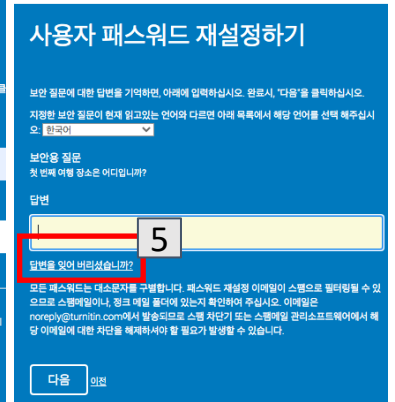 사용자 패스워드 재설정하기
보안 질문에 대한 답변을 기억하면, 아래에 입력하십시오. 완료시, "다음"을 클릭하십시오.
지정한 보안 질문이 현재 읽고있는 언어와 다르면 아래 목록에서 해당 언어를 선택 해주십시
오: 한국어
보안용 질문
첫 번째 여행 장소은 어디입니까?
답변
5
답변을 잊어 버리셨습니까?
모든 패스워드는 대소문자를 구별합니다. 패스워드 재설정 이메일이 스팸으로 필터링될 수 있
으므로 스팸메일이나, 정크 메일 폴더에 있는지 확인하여 주십시오. 이메일은
noreply@turnitin.com에서 발송되므로 스팸 차단기 또는 스팸메일 관리소프트웨어에서 해
당 이메일에 대한 차단을 해제하셔야 할 필요가 발생할 수 있습니다.
다음 이전